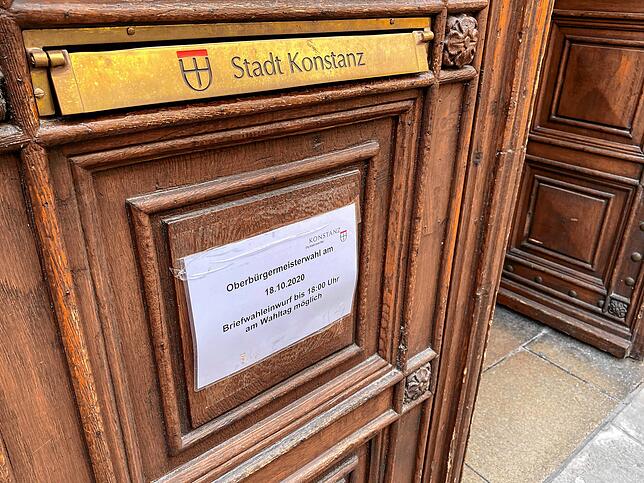 Stadt Konstanz
KONSTANZ
Oberbürgermeisterwahl am
18.10.2020
Briefwahleinwurf bis 18:00 Uhr
am Wahltag möglich